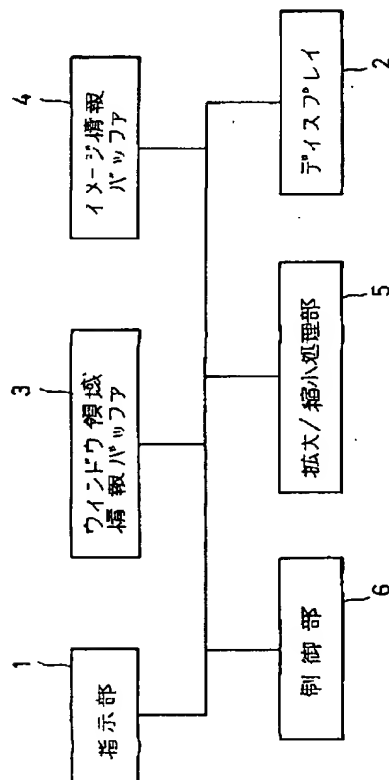 1
指示部
3
ウインドウ領域
情報バッファ
4
イメージ情報
バッファ
6
制御部
5
拡大/縮小処理部
2
ディスプレイ